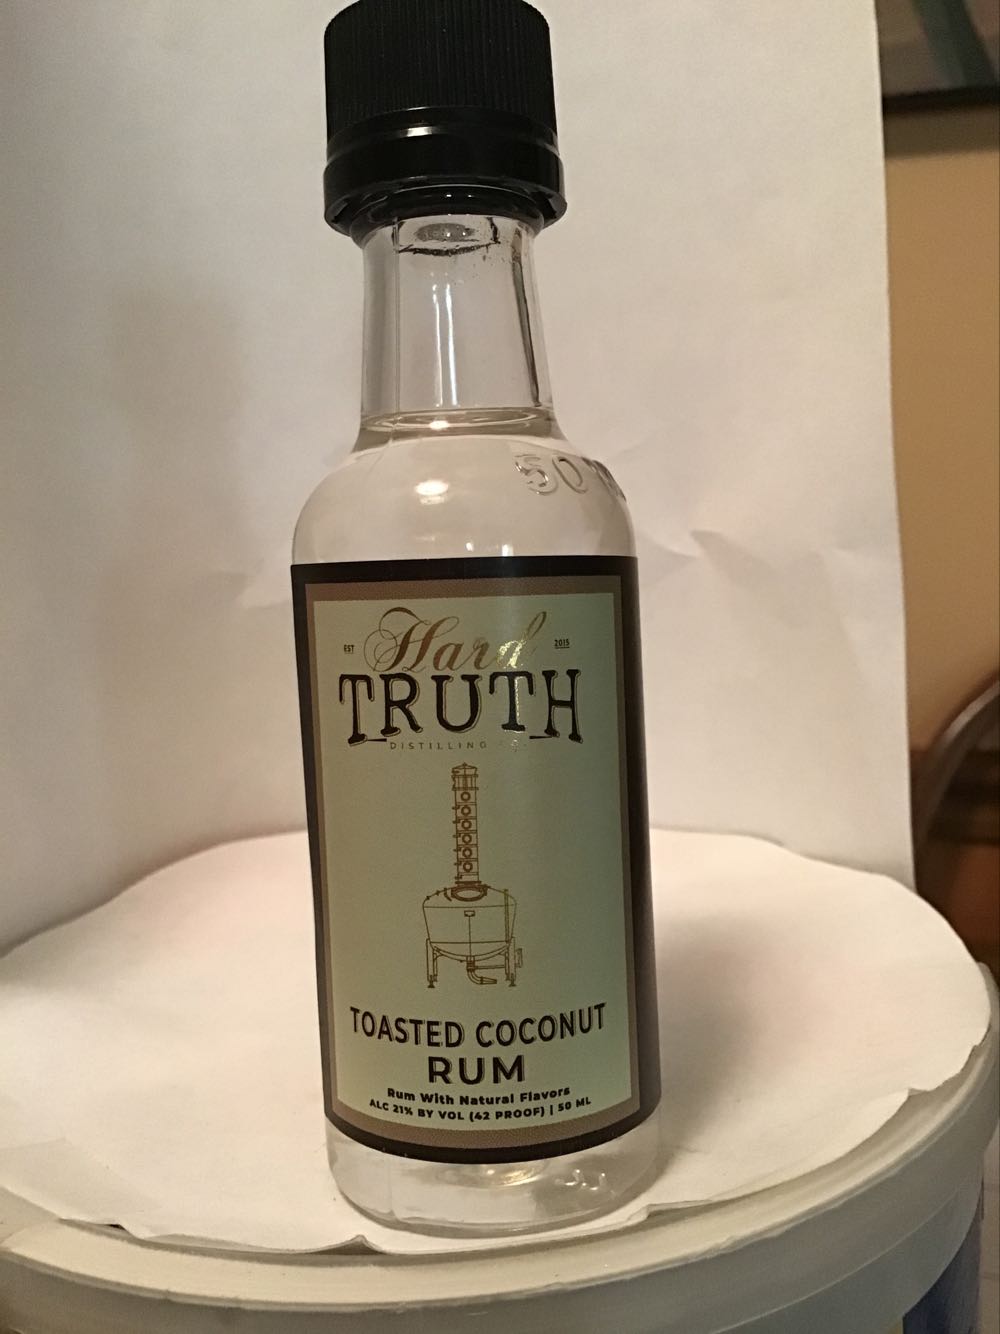 50
EST Hard 2015
TRUTH
DISTILLING
TOASTED COCONUT
RUM
Rum With Natural Flavors
ALC 21% BY VOL (42 PROOF) | 50 ML